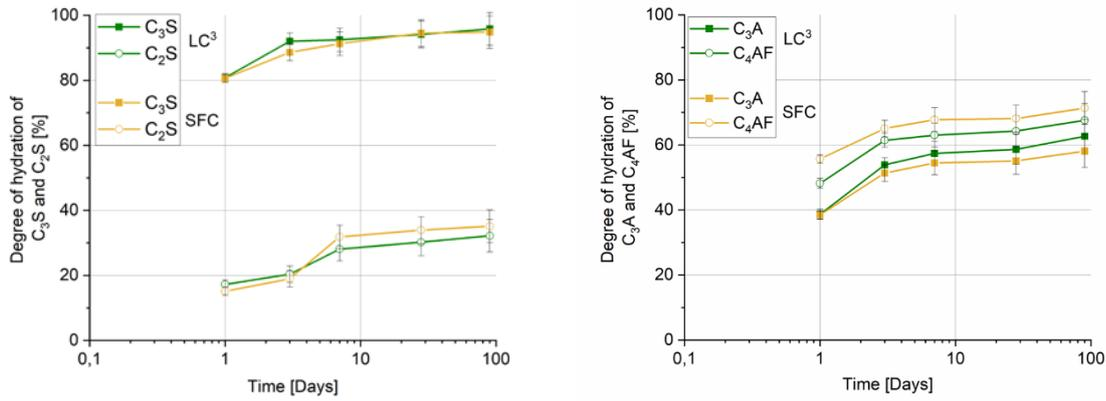 100
80
60
40
20
0
C₃S
C₂S
LC³
C₃S
C₂S
SFC
Degree of hydration of
C₃S and C₂S [%]
0,1
1
10
100
Time [Days]
100
80
60
40
20
0
C₃A
C₄AF
LC³
C₃A
C₄AF
SFC
Degree of hydration of
C₃A and C₄AF [%]
0,1
1
10
100
Time [Days]